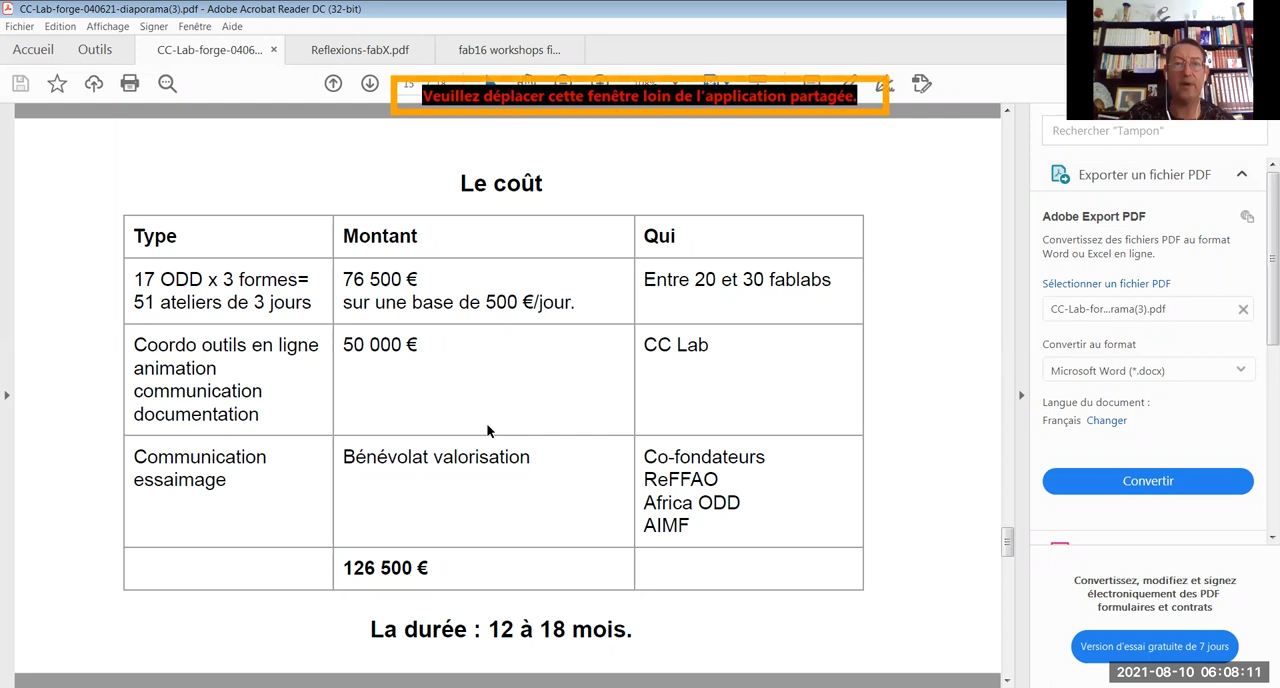 CC-Lab-forge-040621-diaporama(3).pdf - Adobe Acrobat Reader DC (32-bit)
Fichier Edition Affichage Signer Fenêtre Aide
Accueil Outils CC-Lab-forge-0406... × Reflexions-fabX.pdf fab16 workshops fi...
Veuillez déplacer cette fenêtre loin de l'application partagée.
Le coût
Type Montant Qui
17 ODD x 3 formes= 76 500 € Entre 20 et 30 fablabs
51 ateliers de 3 jours sur une base de 500 €/jour.
Coordo outils en ligne 50 000 € CC Lab
animation
communication
documentation
Communication Bénévolat valorisation Co-fondateurs
essaimage ReFFAO
Africa ODD
AIMF
126 500 €
La durée : 12 à 18 mois.
Rechercher "Tampon"
Exporter un fichier PDF
Adobe Export PDF
Convertissez des fichiers PDF au format
Word ou Excel en ligne.
Sélectionner un fichier PDF
CC-Lab-for...rama(3).pdf
Convertir au format
Microsoft Word (*.docx)
Langue du document :
Français Changer
Convertir
Convertissez, modifiez et signez
électroniquement des PDF
formulaires et contrats
Version d'essai gratuite de 7 jours
2021-08-10 06:08:11